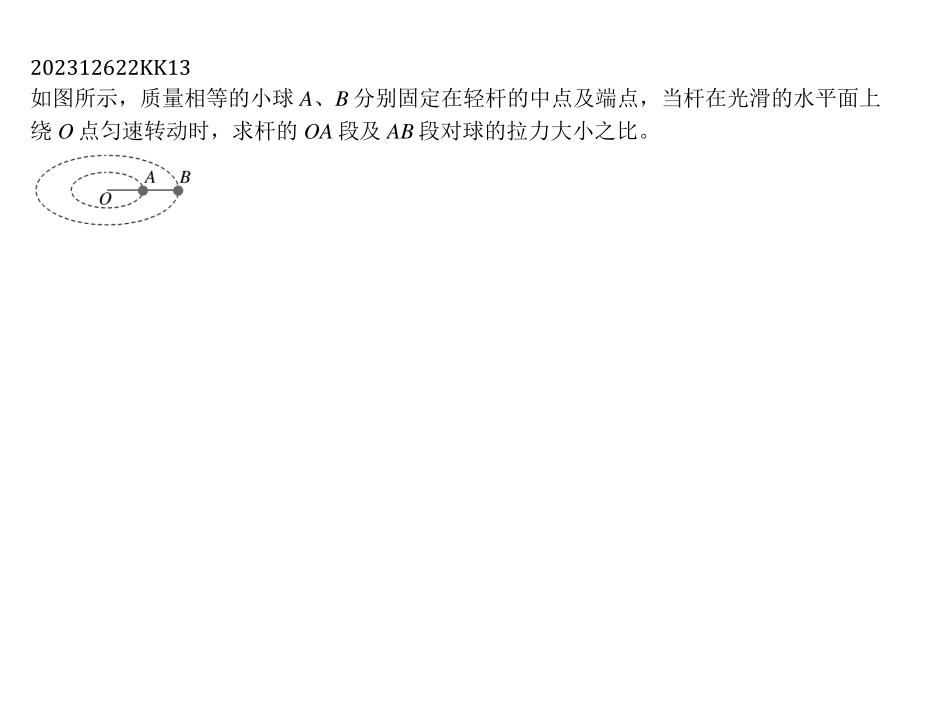 202312622KK13
如图所示，质量相等的小球 A、B 分别固定在轻杆的中点及端点，当杆在光滑的水平面上
绕 O 点匀速转动时，求杆的 OA 段及 AB 段对球的拉力大小之比。
A B
O